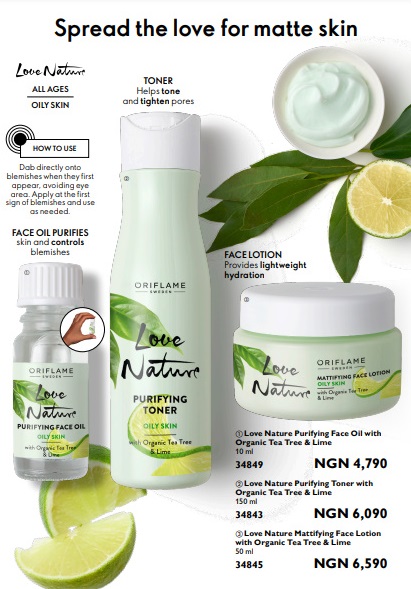 Spread the love for matte skin
Love Nature
ALL AGES
OILY SKIN
HOW TO USE
Dab directly onto
blemishes when they first
appear, avoiding eye
area. Apply at the first
sign of blemishes and use
as needed.
FACE OIL PURIFIES
skin and controls
blemishes
①
ORIFLAME
SWEDEN
Love
Nature
PURIFYING FACE OIL
OILY SKIN
with Organic Tea Tree
& Lime
TONER
Helps tone
and tighten pores
②
ORIFLAME
SWEDEN
Love
Nature
PURIFYING
TONER
OILY SKIN
with Organic Tea Tree
& Lime
FACE LOTION
Provides lightweight
hydration
③
ORIFLAME
SWEDEN
Love
Nature
MATTIFYING FACE LOTION
OILY SKIN
with Organic Tea Tree
& Lime
① Love Nature Purifying Face Oil with
Organic Tea Tree & Lime
10 ml
34849 NGN 4,790
② Love Nature Purifying Toner with
Organic Tea Tree & Lime
150 ml
34843 NGN 6,090
③ Love Nature Mattifying Face Lotion
with Organic Tea Tree & Lime
50 ml
34845 NGN 6,590